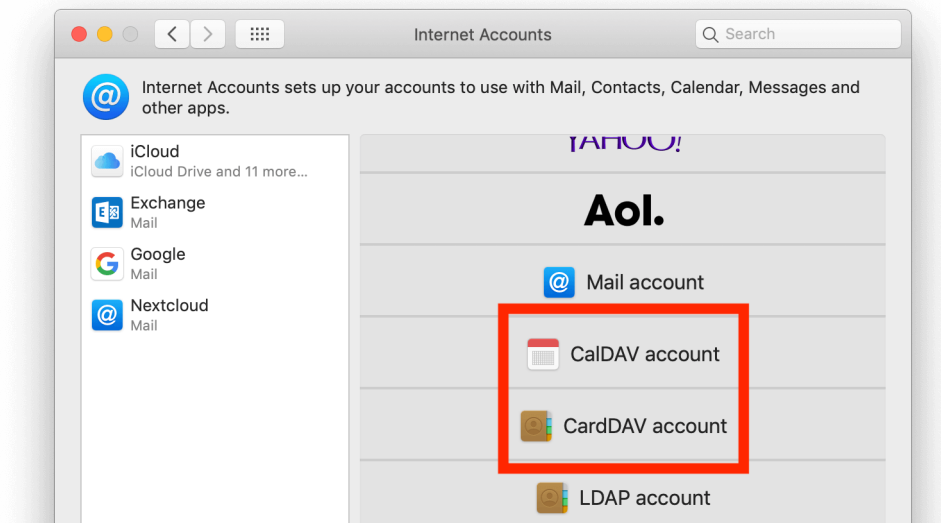 Internet Accounts
Search
Internet Accounts sets up your accounts to use with Mail, Contacts, Calendar, Messages and
other apps.
iCloud
iCloud Drive and 11 more...
Exchange
Mail
Google
Mail
Nextcloud
Mail
YAHOO!
Aol.
Mail account
CalDAV account
CardDAV account
LDAP account